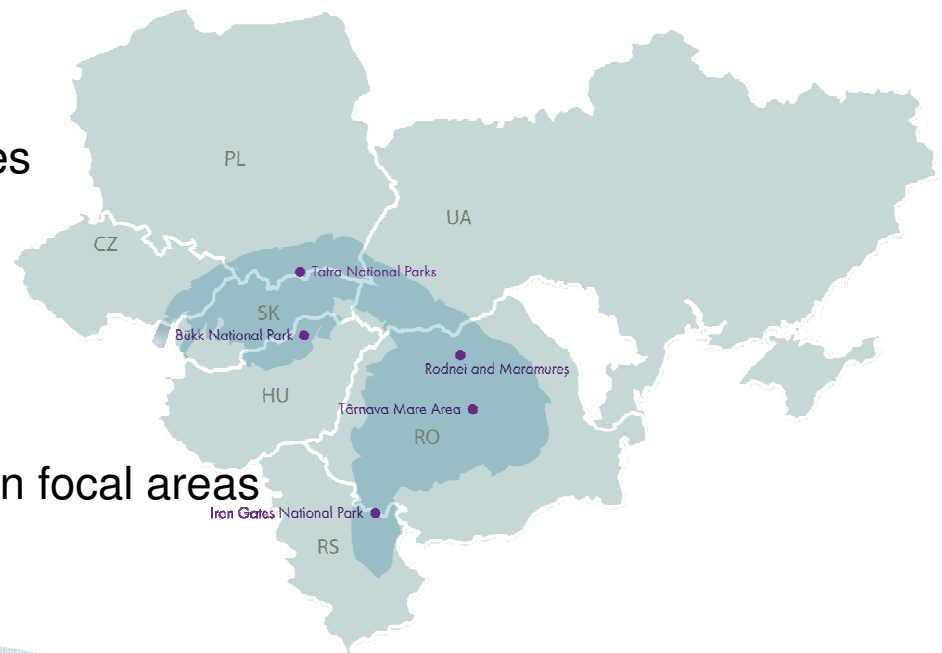 PL
es
UA
CZ
Tatra National Parks
SK
Bükk National Park
Rodnei and Maramureş
HU
Târnava Mare Area
RO
n focal areas
Iron Gates National Park
RS